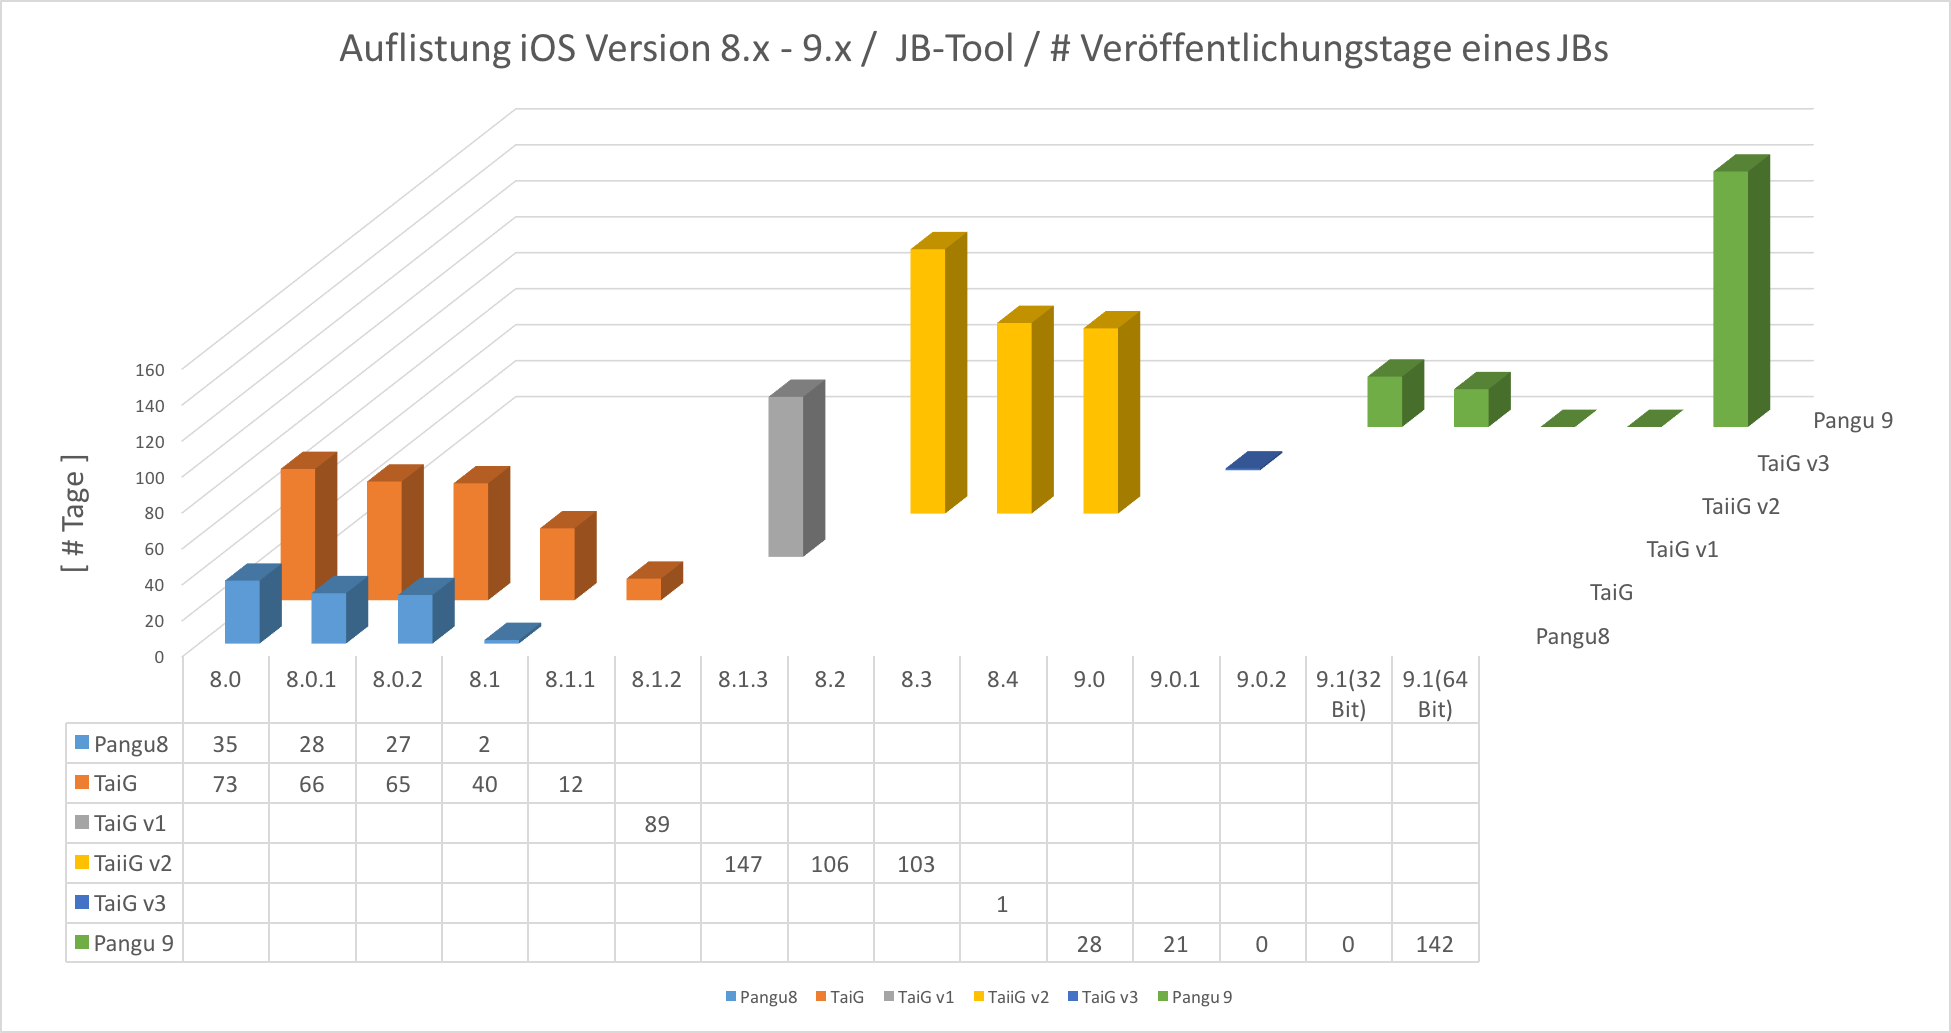 Auflistung iOS Version 8.x - 9.x / JB-Tool / # Veröffentlichungstage eines JBs
[ # Tage ]
160
140
120
100
80
60
40
20
0
Pangu 9
TaiG v3
TaiiG v2
TaiG v1
TaiG
Pangu8
8.0 8.0.1 8.0.2 8.1 8.1.1 8.1.2 8.1.3 8.2 8.3 8.4 9.0 9.0.1 9.0.2 9.1(32 9.1(64
Bit) Bit)
Pangu8 35 28 27 2
TaiG 73 66 65 40 12
TaiG v1 89
TaiiG v2 147 106 103
TaiG v3 1
Pangu 9 28 21 0 0 142
Pangu8 TaiG TaiG v1 TaiiG v2 TaiG v3 Pangu 9